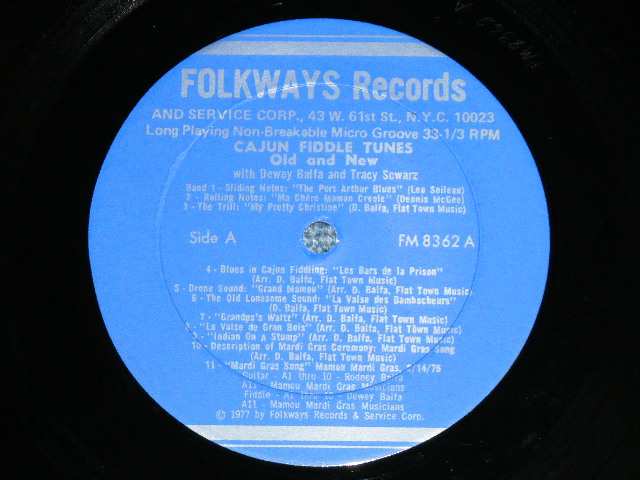 FM 8362 A
FOLKWAYS Records
AND SERVICE CORP., 43 W. 61st St., N.Y.C. 10023
Long Playing Non-Breakable Micro Groove 33-1/3 RPM
CAJUN FIDDLE TUNES
Old and New
with Dewey Balfa and Tracy Scwarz
Band 1 - Sliding Notes: "The Port Arthur Blues" (Leo Soileau)
2 - Rolling Notes: "Ma Chère Maman Creole" (Dennis McGee)
3 - The Trill: "My Pretty Christine" (D. Balfa, Flat Town Music)
Side A
FM 8362 A
4 - Blues in Cajun Fiddling: "Les Bars de la Prison"
(Arr. D. Balfa, Flat Town Music)
5 - Drone Sound: "Grand Mamou" (Arr. D. Balfa, Flat Town Music)
6 - The Old Lonesome Sound: "La Valse des Bambocheurs"
(D. Balfa, Flat Town Music)
7 - "Grandpa's Waltz" (Arr. D. Balfa, Flat Town Music)
8 - "La Valse de Gran Bois" (Arr. D. Balfa, Flat Town Music)
9 - "Indian On a Stump" (Arr. D. Balfa, Flat Town Music)
10 - Description of Mardi Gras Ceremony: Mardi Gras Song
(Arr. D. Balfa, Flat Town Music)
11 - "Mardi Gras Song" Mamou Mardi Gras, 2/14/75
Guitar - A1 thru 10 - Rodney Balfa
A11 - Mamou Mardi Gras Musicians
Fiddle - A1 thru 10 - Dewey Balfa
A11 - Mamou Mardi Gras Musicians
© 1977 by Folkways Records & Service Corp.